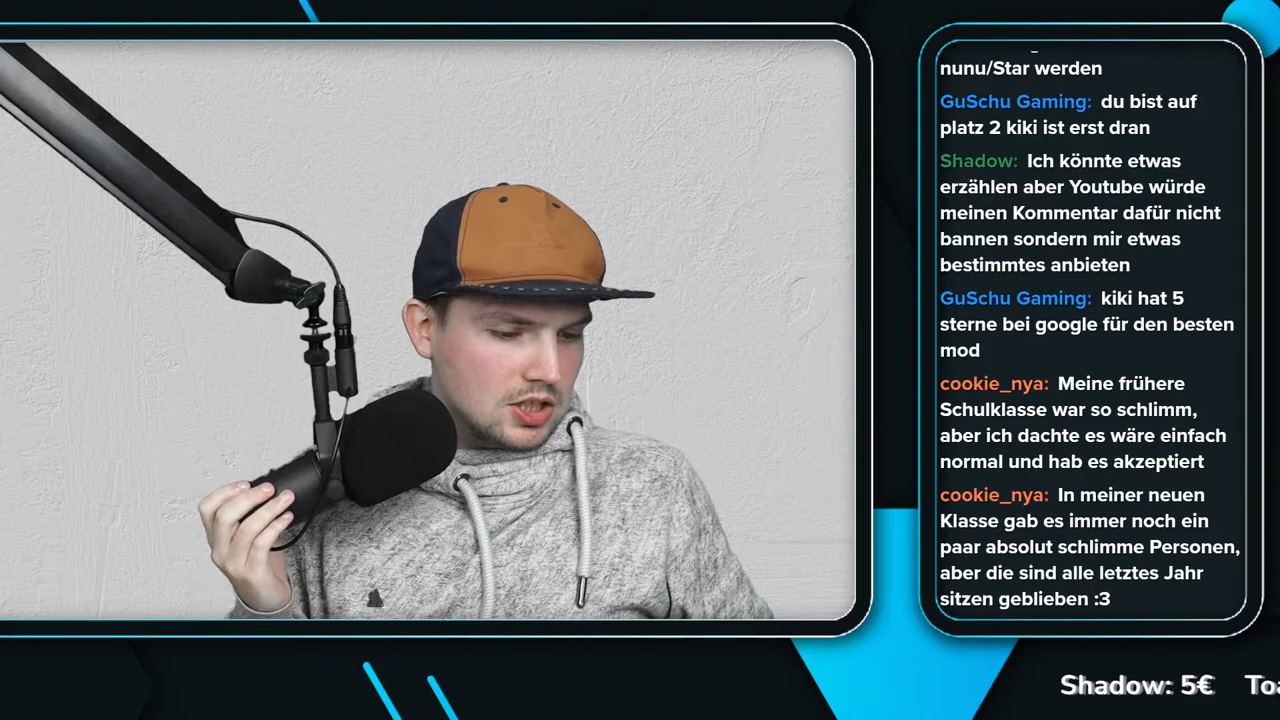 nunu/Star werden
GuSchu Gaming: du bist auf
platz 2 kiki ist erst dran
Shadow: Ich könnte etwas
erzählen aber Youtube würde
meinen Kommentar dafür nicht
bannen sondern mir etwas
bestimmtes anbieten
GuSchu Gaming: kiki hat 5
sterne bei google für den besten
mod
cookie_nya: Meine frühere
Schulklasse war so schlimm,
aber ich dachte es wäre einfach
normal und hab es akzeptiert
cookie_nya: In meiner neuen
Klasse gab es immer noch ein
paar absolut schlimme Personen,
aber die sind alle letztes Jahr
sitzen geblieben :3
Shadow: 5€